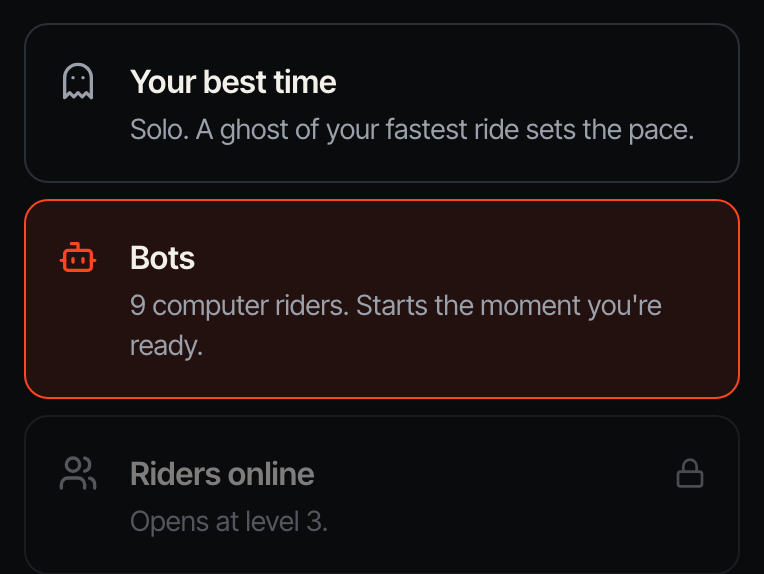 Your best time
Solo. A ghost of your fastest ride sets the pace.
Bots
9 computer riders. Starts the moment you're
ready.
Riders online
Opens at level 3.